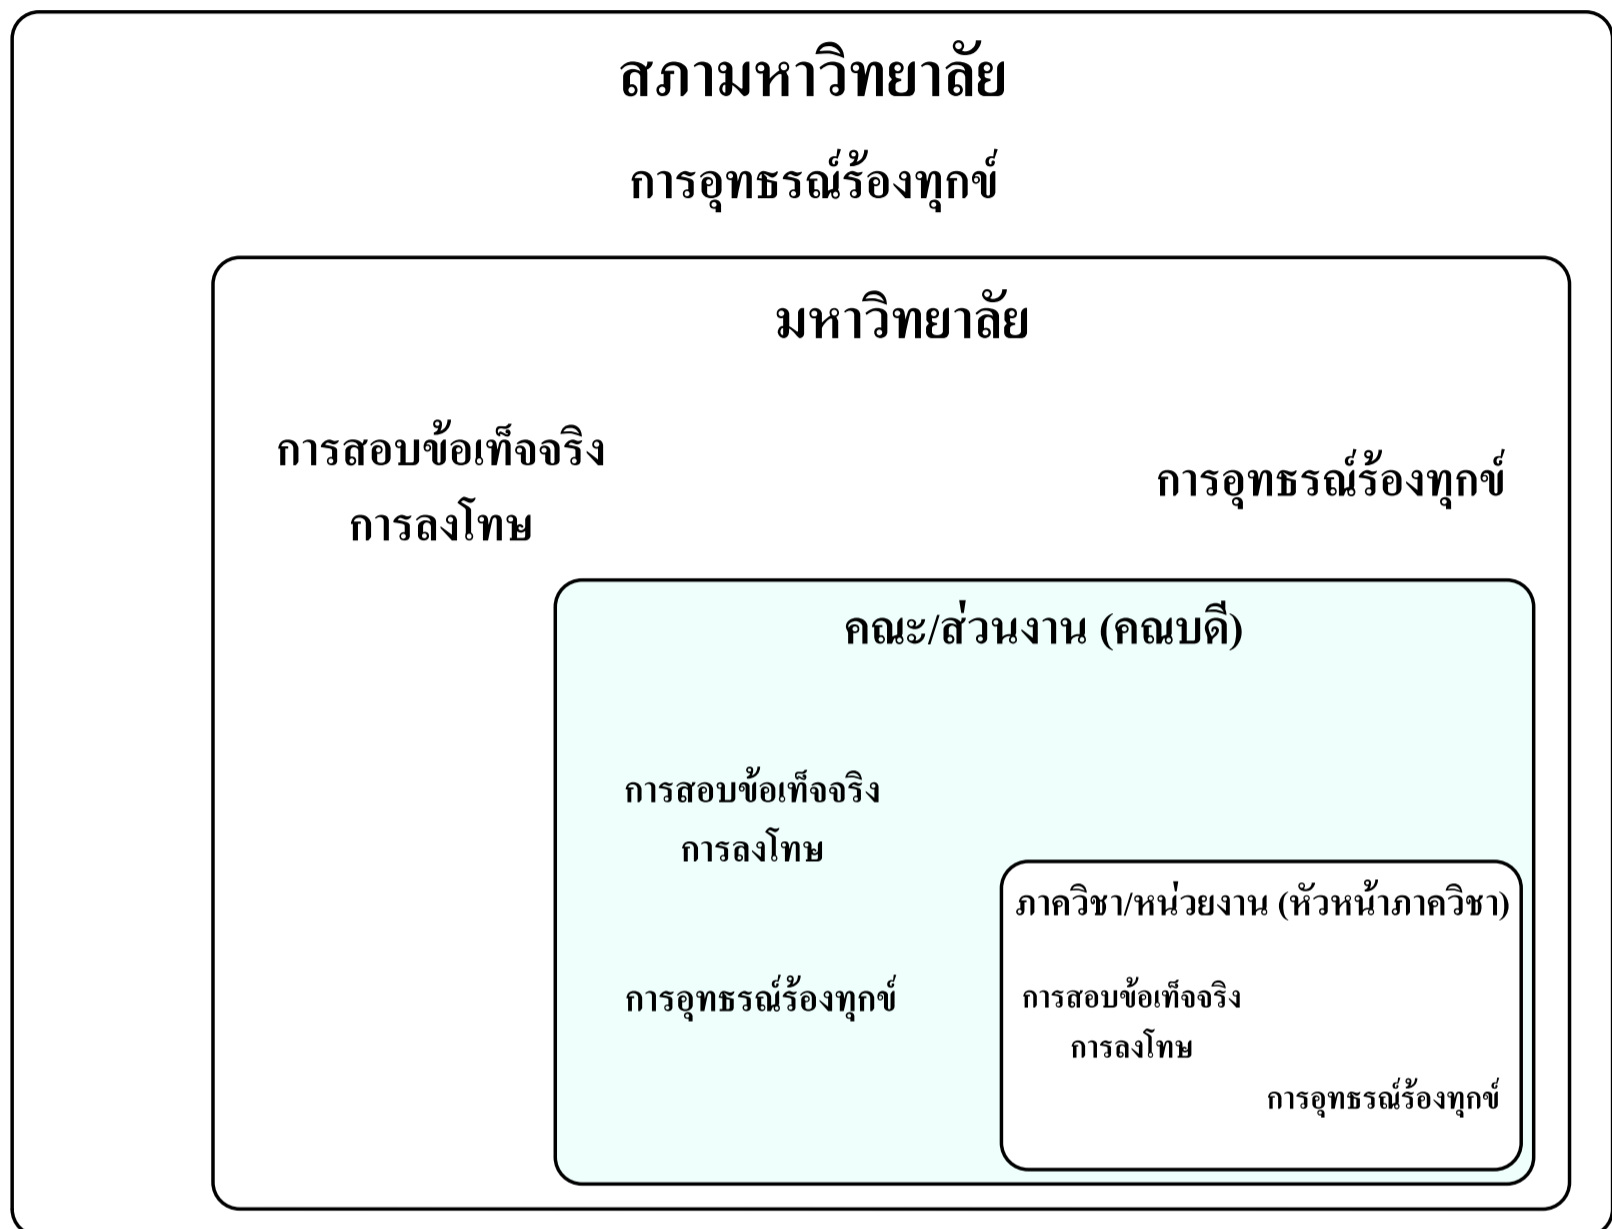 สภามหาวิทยาลัย
การอุทธรณ์ร้องทุกข์
มหาวิทยาลัย
การสอบข้อเท็จจริง
การลงโทษ
การอุทธรณ์ร้องทุกข์
คณะ/ส่วนงาน (คณบดี)
การสอบข้อเท็จจริง
การลงโทษ
การอุทธรณ์ร้องทุกข์
ภาควิชา/หน่วยงาน (หัวหน้าภาควิชา)
การสอบข้อเท็จจริง
การลงโทษ
การอุทธรณ์ร้องทุกข์